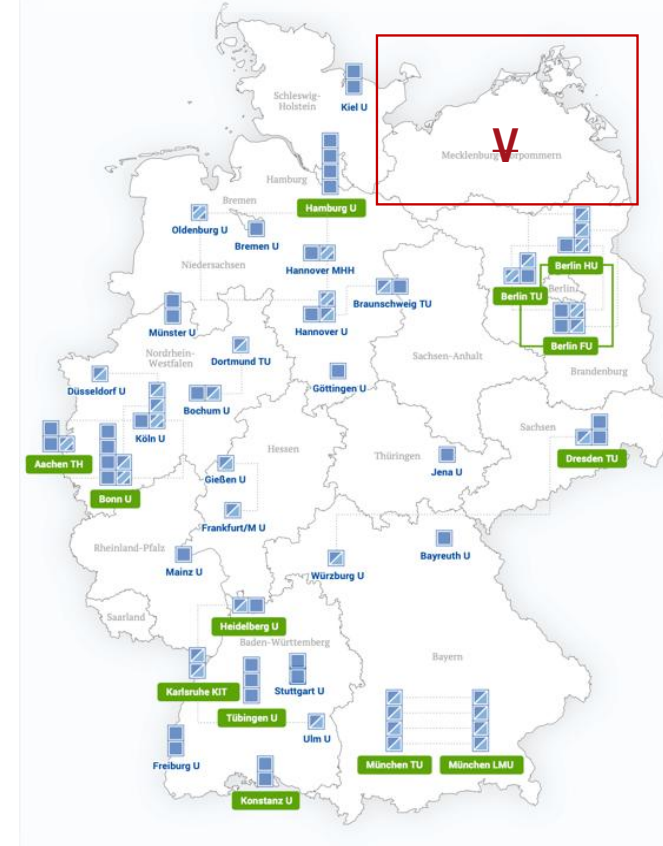 Schleswig-
Holstein
Kiel U
V
Mecklenburg-Vorpommern
Hamburg
Hamburg U
Bremen
Oldenburg U
Bremen U
Hannover MHH
Niedersachsen
Berlin HU
Berlin TU
Berlin
Berlin FU
Braunschweig TU
Hannover U
Münster U
Nordrhein-
Westfalen
Dortmund TU
Sachsen-Anhalt
Brandenburg
Düsseldorf U
Göttingen U
Bochum U
Köln U
Sachsen
Aachen TH
Hessen
Thüringen
Jena U
Dresden TU
Bonn U
Gießen U
Frankfurt/M U
Rheinland-Pfalz
Mainz U
Würzburg U
Bayreuth U
Saarland
Heidelberg U
Baden-Württemberg
Bayern
Karlsruhe KIT
Stuttgart U
Tübingen U
Ulm U
Freiburg U
München TU
München LMU
Konstanz U